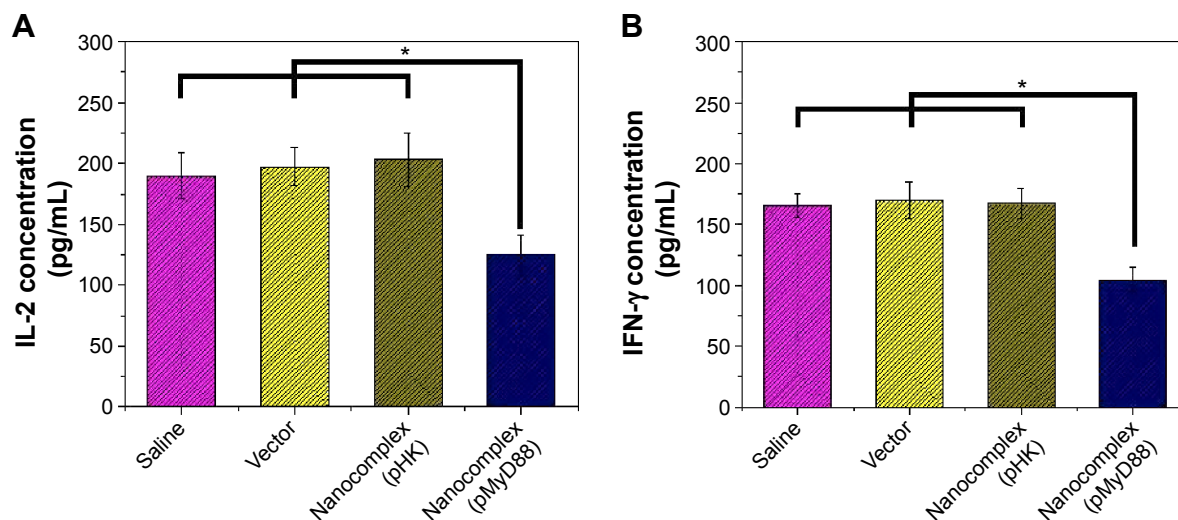 A
IL-2 concentration
(pg/mL)
300
250
200
150
100
50
0
*
Saline
Vector
Nanocomplex
(pHK)
Nanocomplex
(pMyD88)
B
IFN-γ concentration
(pg/mL)
300
250
200
150
100
50
0
*
Saline
Vector
Nanocomplex
(pHK)
Nanocomplex
(pMyD88)